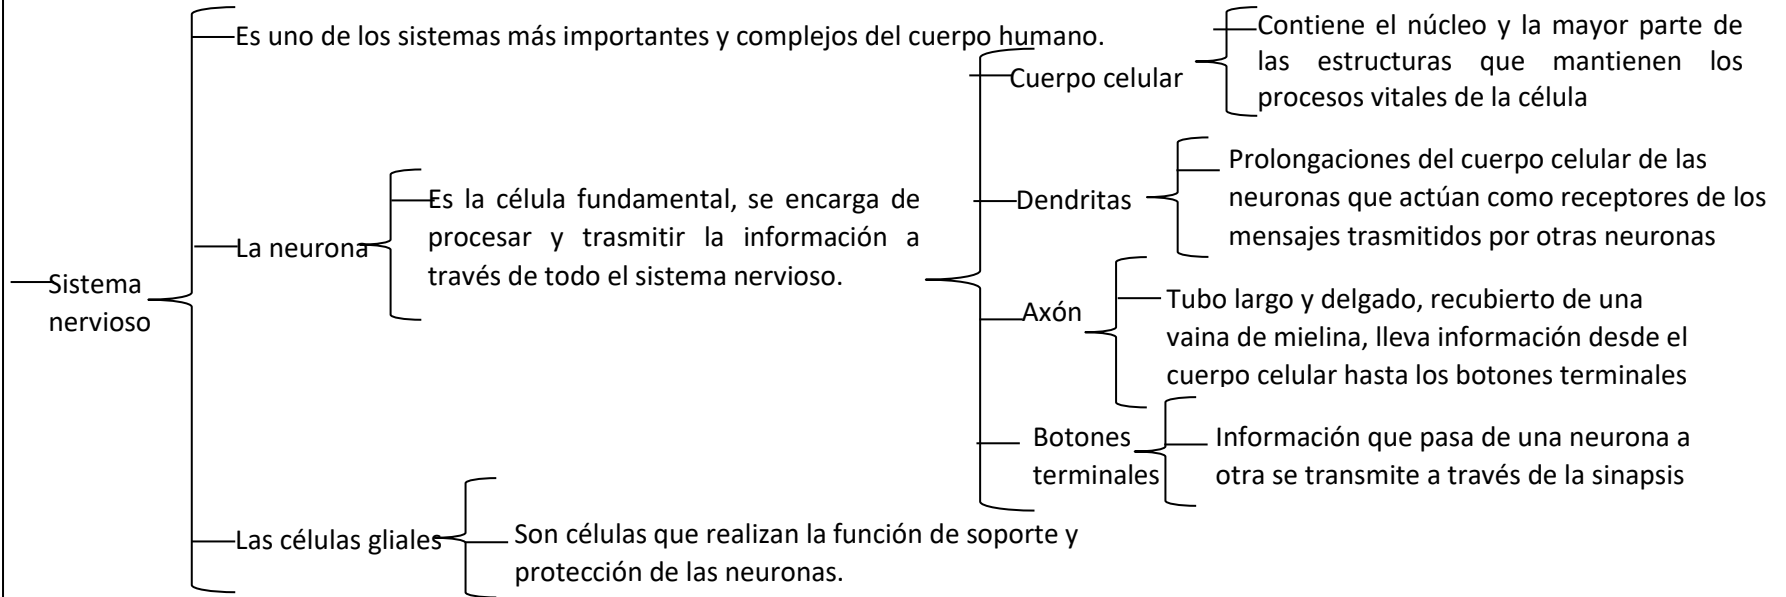 Sistema
nervioso
Es uno de los sistemas más importantes y complejos del cuerpo humano.
La neurona
Es la célula fundamental, se encarga de
procesar y trasmitir la información a
través de todo el sistema nervioso.
Cuerpo celular
Contiene el núcleo y la mayor parte de
las estructuras que mantienen los
procesos vitales de la célula
Dendritas
Prolongaciones del cuerpo celular de las
neuronas que actúan como receptores de los
mensajes trasmitidos por otras neuronas
Axón
Tubo largo y delgado, recubierto de una
vaina de mielina, lleva información desde el
cuerpo celular hasta los botones terminales
Botones
terminales
Información que pasa de una neurona a
otra se transmite a través de la sinapsis
Las células gliales
Son células que realizan la función de soporte y
protección de las neuronas.